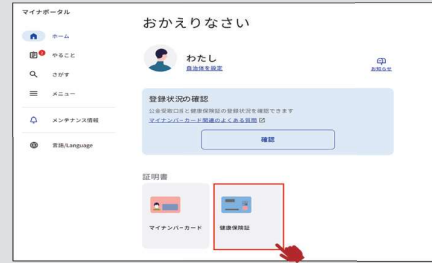 マイナポータル
ホーム
やること
さがす
メニュー
メンテナンス情報
言語/Language
おかえりなさい
わたし
自治体を設定
お知らせ
登録状況の確認
公金受取口座と健康保険証の登録状況を確認できます
マイナンバーカード関連のよくある質問
確認
証明書
マイナンバーカード
健康保険証